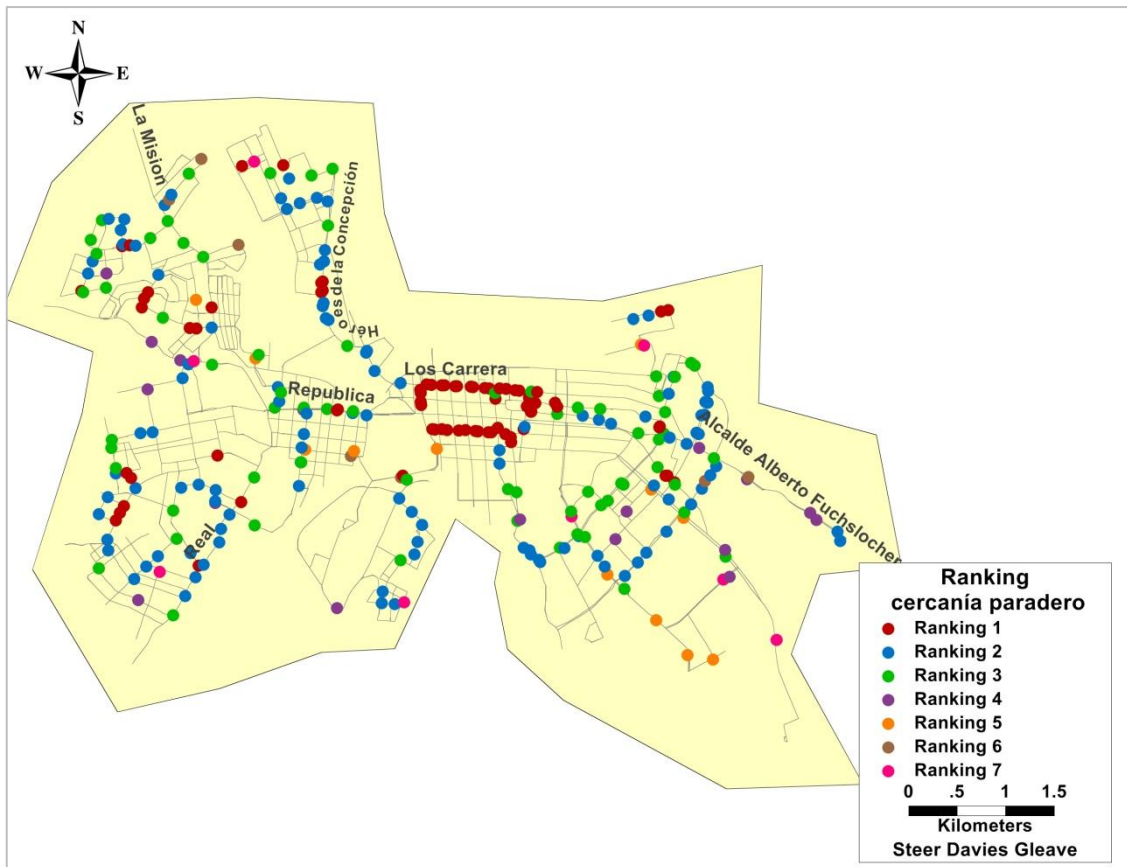 N
W E
S
La Mision
Héroes de la Concepción
Los Carrera
Republica
Alcalde Alberto Fuchslocher
Real
Ranking
cercanía paradero
Ranking 1
Ranking 2
Ranking 3
Ranking 4
Ranking 5
Ranking 6
Ranking 7
0 .5 1 1.5
Kilometers
Steer Davies Gleave